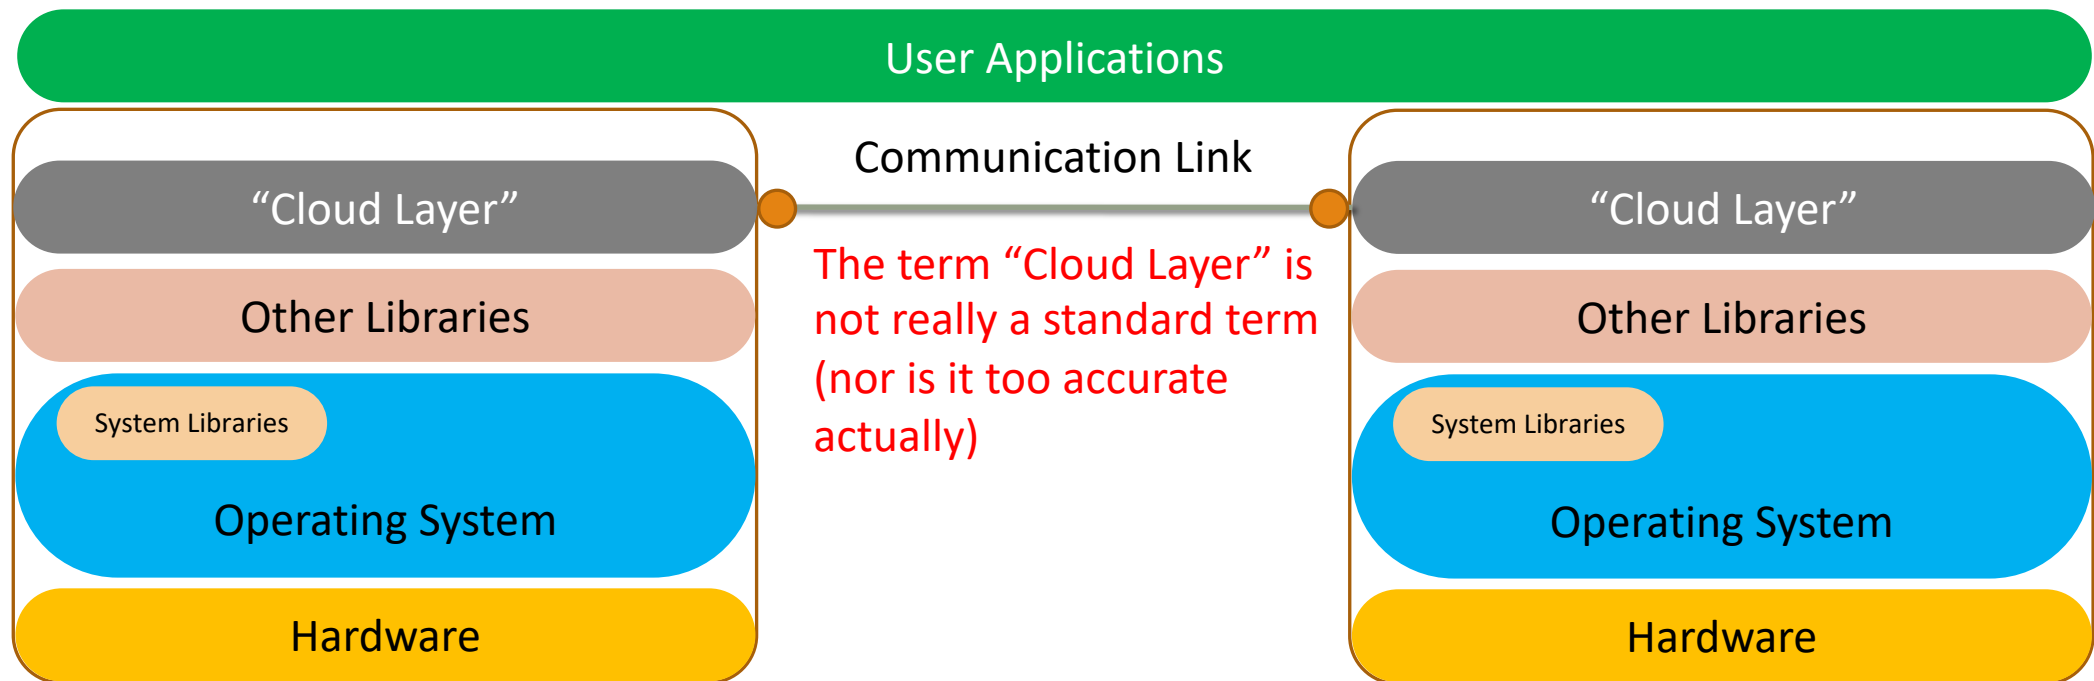 User Applications
“Cloud Layer”
Other Libraries
System Libraries
Operating System
Hardware
Communication Link
The term “Cloud Layer” is
not really a standard term
(nor is it too accurate
actually)
“Cloud Layer”
Other Libraries
System Libraries
Operating System
Hardware